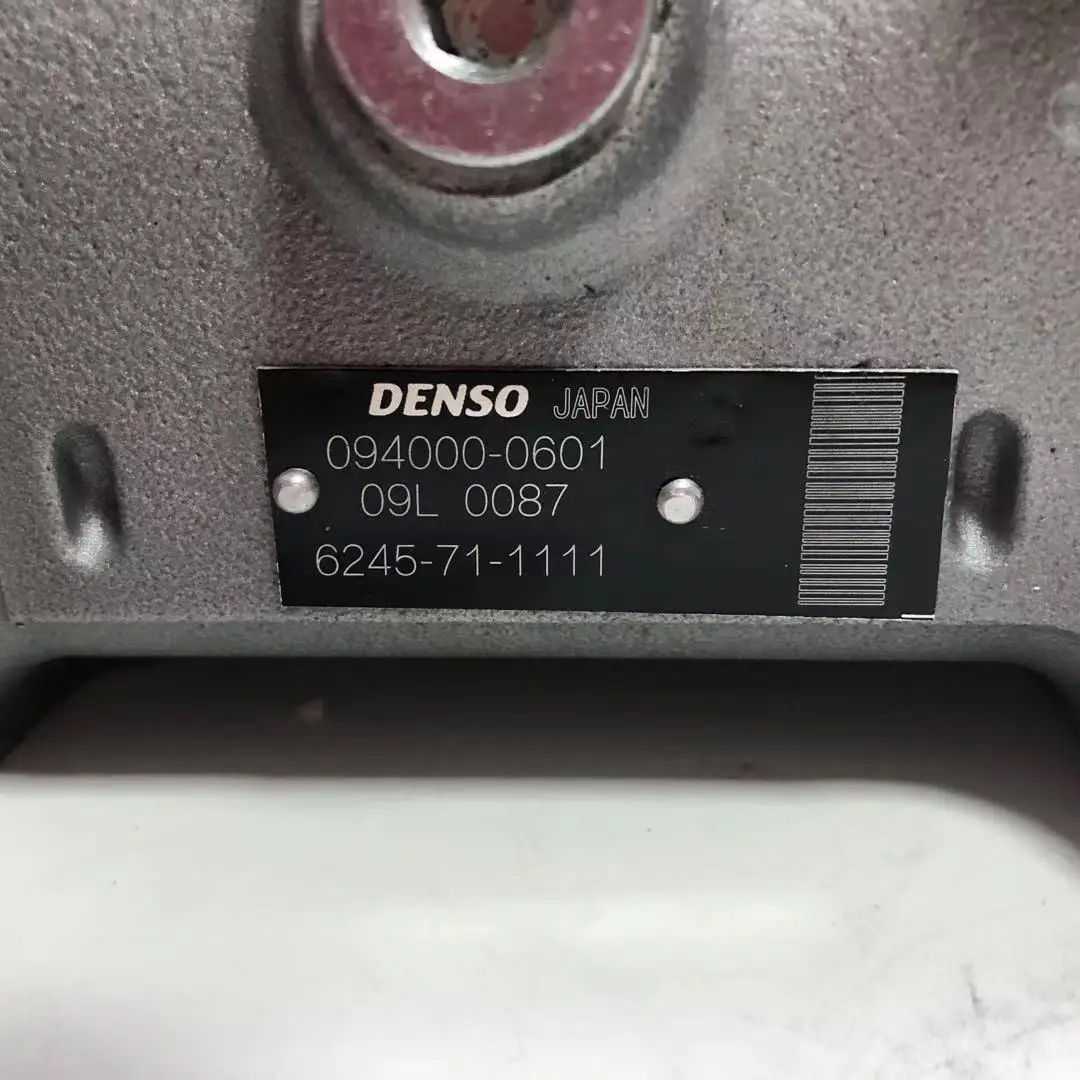 DENSO JAPAN
094000-0601
09L 0087
6245-71-1111